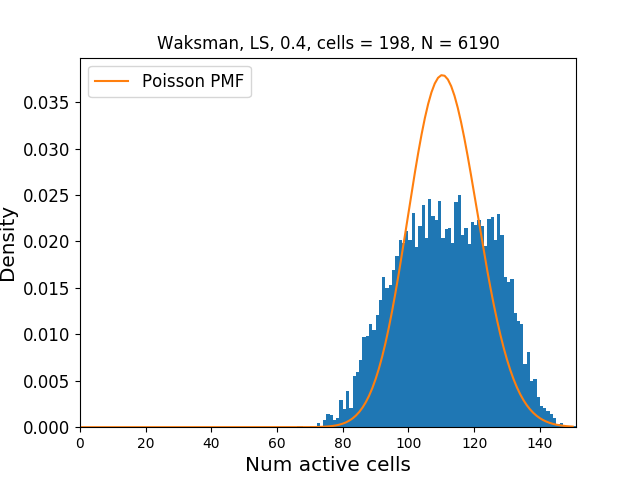 Waksman, LS, 0.4, cells = 198, N = 6190
Poisson PMF
Density
0.035
0.030
0.025
0.020
0.015
0.010
0.005
0.000
0 20 40 60 80 100 120 140
Num active cells